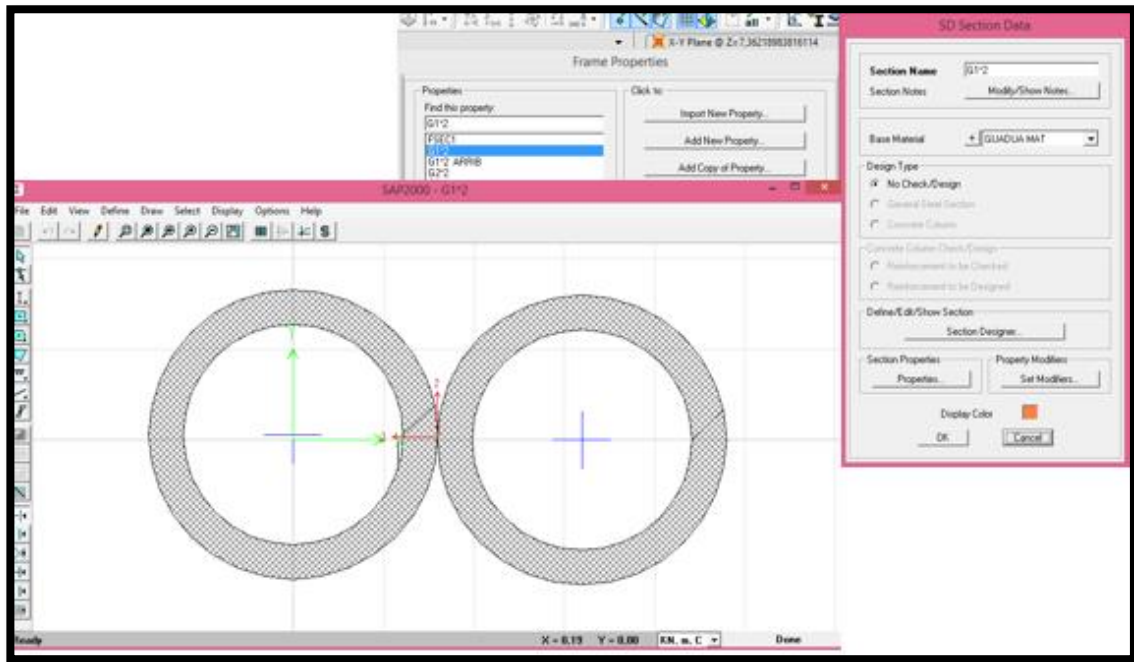 X-Y Plane @ Z=7,36218983816114
Frame Properties
Properties
Find this property:
G1*2
FSEC1
G1*2
G1*2 ARRIB
G2*2
Click to:
Import New Property...
Add New Property...
Add Copy of Property...
SAP2000 - G1*2
File Edit View Define Draw Select Display Options Help
Ready
X = 0.19 Y = 0.00
KN, m, C
Done
SD Section Data
Section Name
G1*2
Section Notes
Modify/Show Notes...
Base Material
+
GUADUA MAT
Design Type
No Check/Design
General Steel Section
Concrete Column
Concrete Column Check/Design
Reinforcement to be Checked
Reinforcement to be Designed
Define/Edit/Show Section
Section Designer...
Section Properties
Properties...
Property Modifiers
Set Modifiers...
Display Color
OK
Cancel